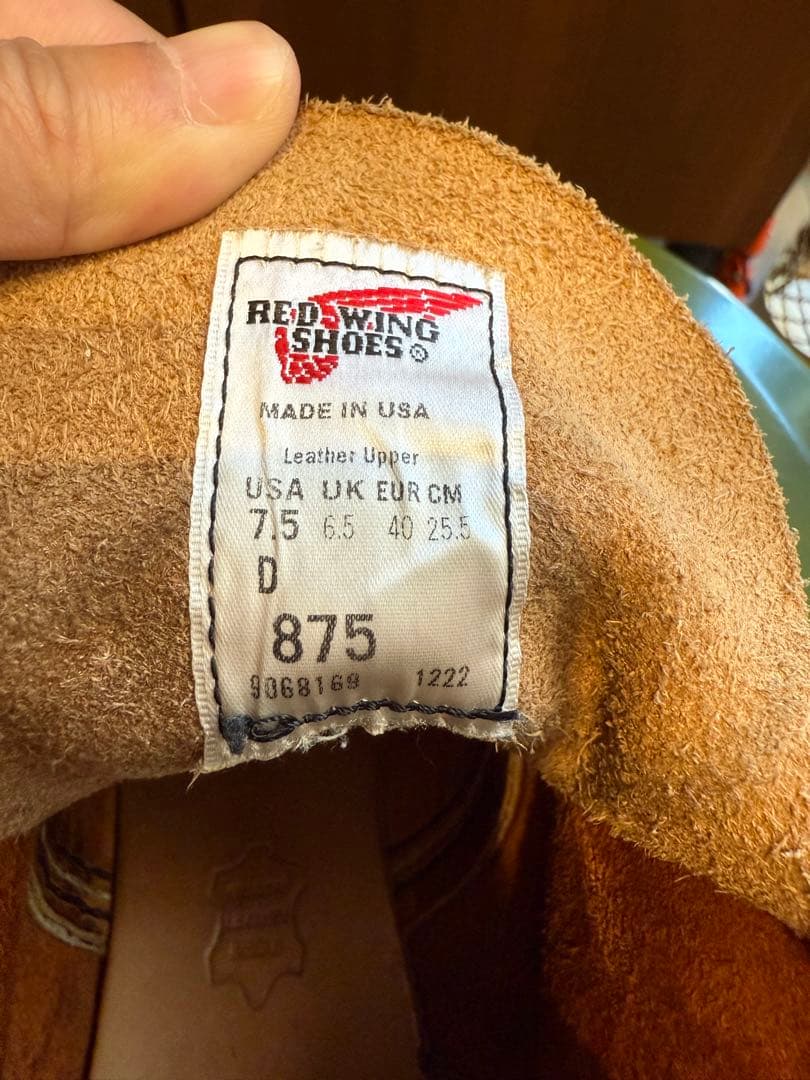 RED WING
SHOES®
MADE IN USA
Leather Upper
USA UK EUR CM
7.5 6.5 40 25.5
D
875
9068169 1222